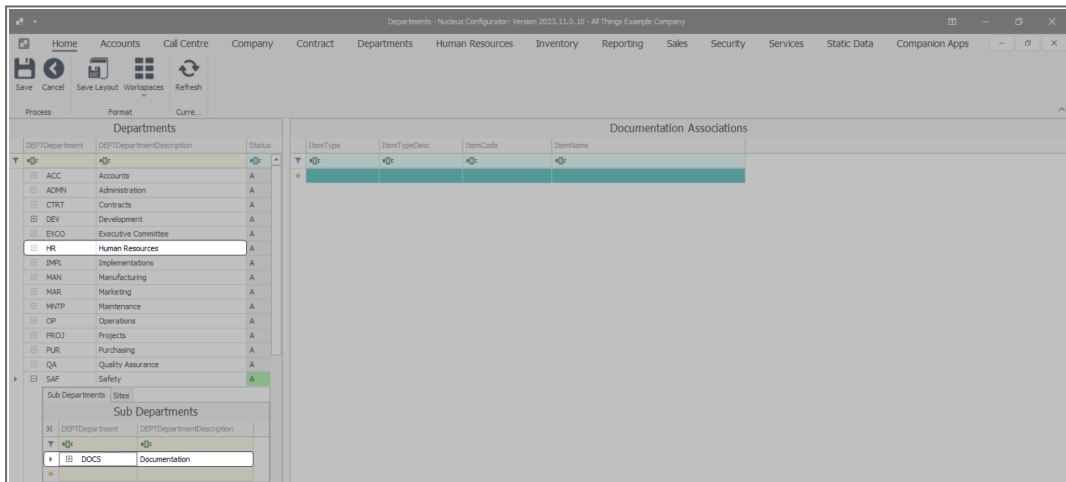 Departments - Nucleus Configurator: Version 2023.11.0.10 - All Things Example Company
Home Accounts Call Centre Company Contract Departments Human Resources Inventory Reporting Sales Security Services Static Data Companion Apps
Save Cancel Save Layout Workspaces Refresh
Process Format Curre...
Departments
DEPTDepartment DEPTDepartmentDescription Status
ACC Accounts A
ADMN Administration A
CTRT Contracts A
DEV Development A
EXCO Executive Committee A
HR Human Resources A
IMPL Implementations A
MAN Manufacturing A
MAR Marketing A
MNTP Maintenance A
OP Operations A
PROJ Projects A
PUR Purchasing A
QA Quality Assurance A
SAF Safety A
Sub Departments Sites
Sub Departments
DEPTDepartment DEPTDepartmentDescription
DOCS Documentation
Documentation Associations
ItemType ItemTypeDesc ItemCode ItemName